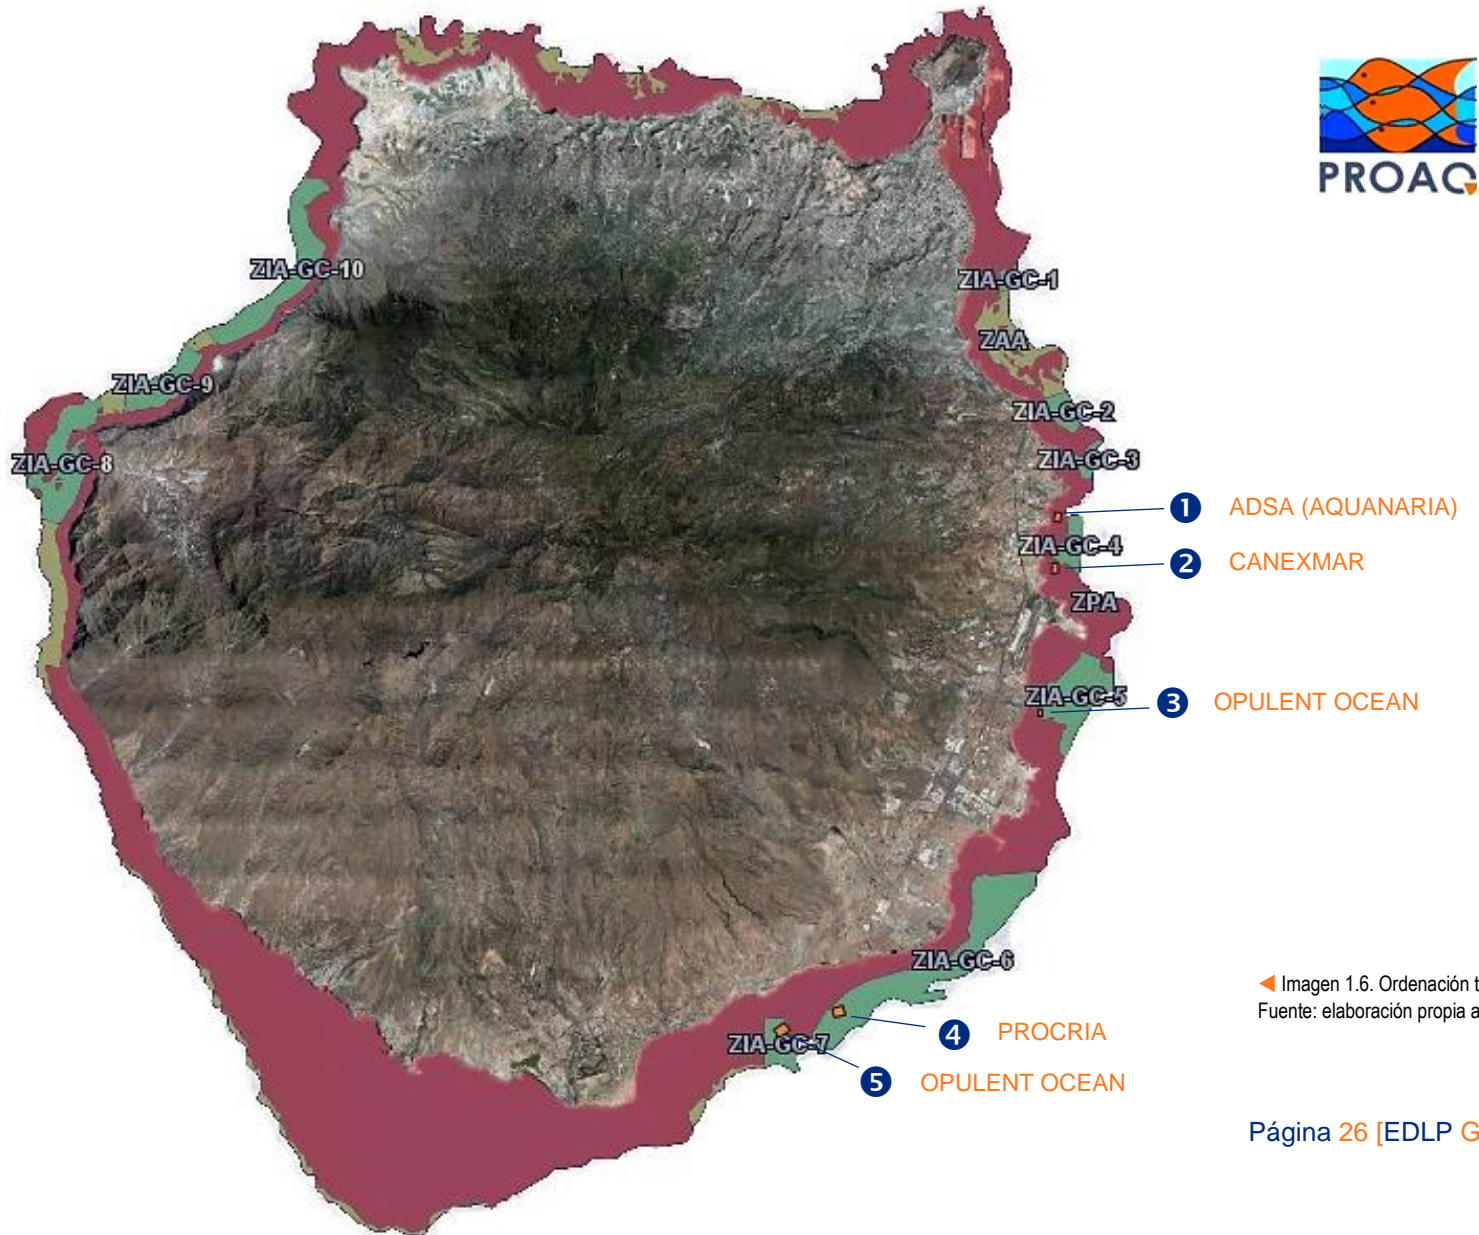 PROAC
ZIA-GC-10
ZIA-GC-1
ZAA
ZIA-GC-9
ZIA-GC-2
ZIA-GC-8
ZIA-GC-3
1 ADSA (AQUANARIA)
ZIA-GC-4
2 CANEXMAR
ZPA
ZIA-GC-5
3 OPULENT OCEAN
ZIA-GC-6
◀ Imagen 1.6. Ordenación t
Fuente: elaboración propia a
4 PROCRIA
ZIA-GC-7
5 OPULENT OCEAN
Página 26 [EDLP G